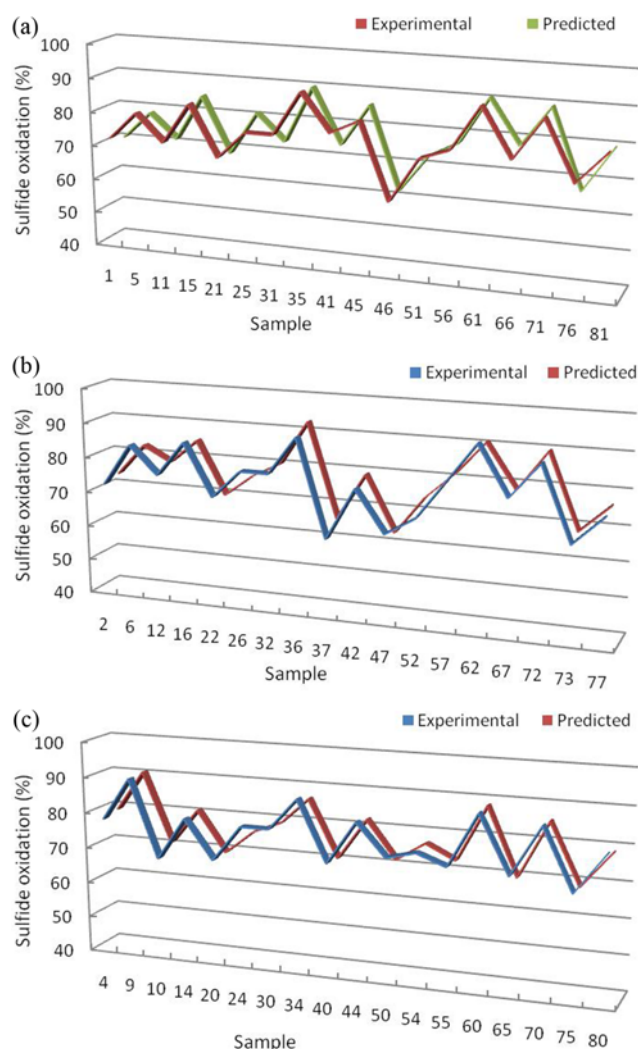 (a)
Experimental Predicted
Sulfide oxidation (%)
100
90
80
70
60
50
40
1 5 11 15 21 25 31 35 41 45 46 51 56 61 66 71 76 81
Sample
(b)
Experimental Predicted
Sulfide oxidation (%)
100
90
80
70
60
50
40
2 6 12 16 22 26 32 36 37 42 47 52 57 62 67 72 73 77
Sample
(c)
Experimental Predicted
Sulfide oxidation (%)
100
90
80
70
60
50
40
4 9 10 14 20 24 30 34 40 44 50 54 55 60 65 70 75 80
Sample